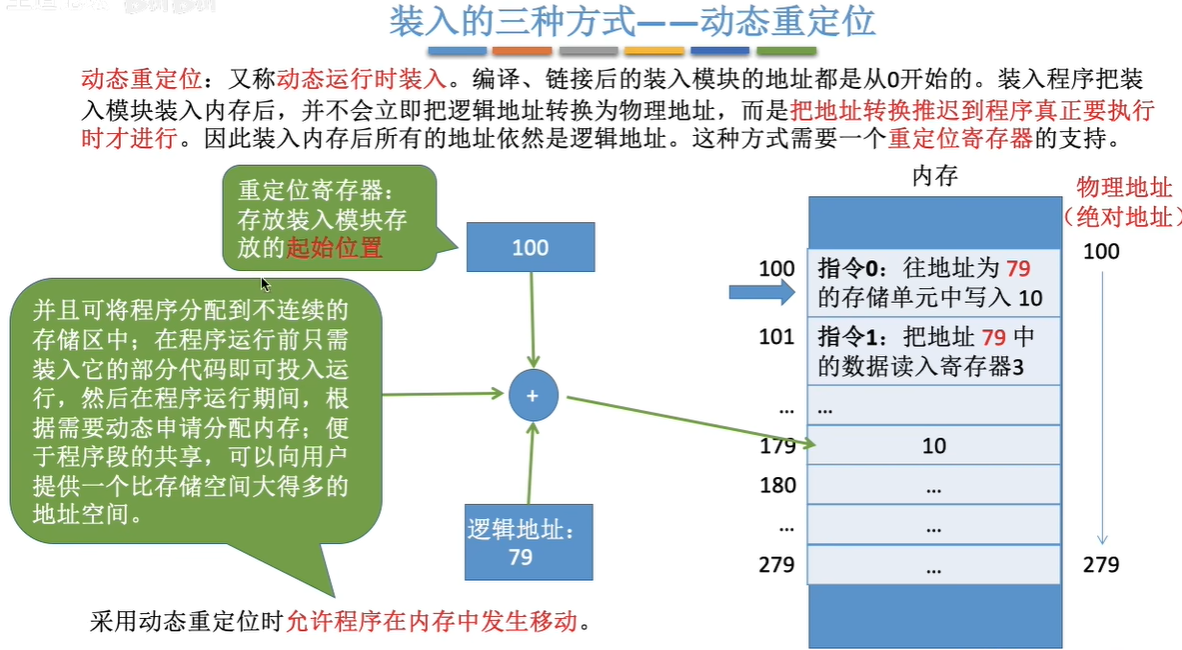 装入的三种方式——动态重定位
动态重定位：又称动态运行时装入。编译、链接后的装入模块的地址都是从0开始的。装入程序把装
入模块装入内存后，并不会立即把逻辑地址转换为物理地址，而是把地址转换推迟到程序真正要执行
时才进行。因此装入内存后所有的地址依然是逻辑地址。这种方式需要一个重定位寄存器的支持。
重定位寄存器：
存放装入模块存
放的起始位置
100
并且可将程序分配到不连续的
存储区中；在程序运行前只需
装入它的部分代码即可投入运
行，然后在程序运行期间，根
据需要动态申请分配内存；便
于程序段的共享，可以向用户
提供一个比存储空间大得多的
地址空间。
+
逻辑地址：
79
采用动态重定位时允许程序在内存中发生移动。
内存
物理地址
（绝对地址）
100
279
100
指令0：往地址为 79
的存储单元中写入 10
101
指令1：把地址 79 中
的数据读入寄存器3
... ...
179 10
180 ...
... ...
279 ...